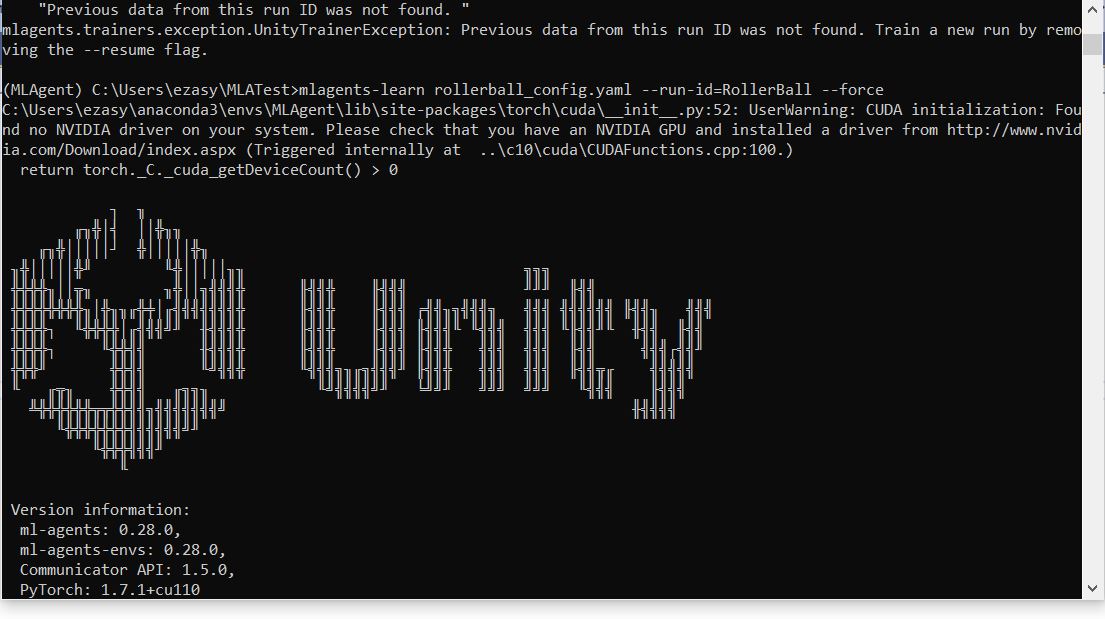 "Previous data from this run ID was not found. "
mlagents.trainers.exception.UnityTrainerException: Previous data from this run ID was not found. Train a new run by remo
ving the --resume flag.
(MLAgent) C:\Users\ezasy\MLATest>mlagents-learn rollerball_config.yaml --run-id=RollerBall --force
C:\Users\ezasy\anaconda3\envs\MLAgent\lib\site-packages\torch\cuda\__init__.py:52: UserWarning: CUDA initialization: Fou
nd no NVIDIA driver on your system. Please check that you have an NVIDIA GPU and installed a driver from http://www.nvid
ia.com/Download/index.aspx (Triggered internally at  ..\c10\cuda\CUDAFunctions.cpp:100.)
return torch._C._cuda_getDeviceCount() > 0
Unity
Version information:
ml-agents: 0.28.0,
ml-agents-envs: 0.28.0,
Communicator API: 1.5.0,
PyTorch: 1.7.1+cu110